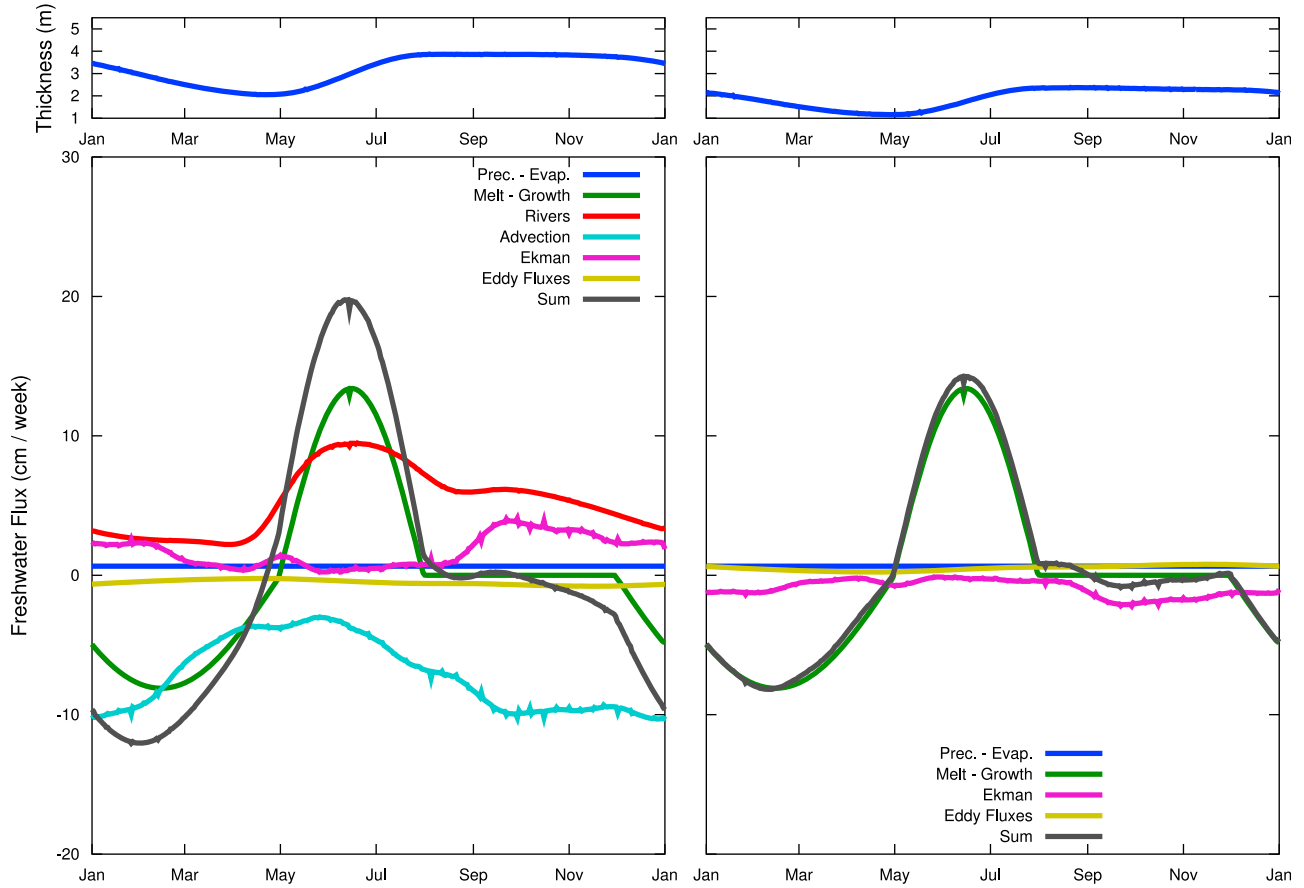 Thickness (m)
5
4
3
2
1
Jan Mar May Jul Sep Nov Jan
Jan Mar May Jul Sep Nov Jan
Freshwater Flux (cm / week)
30
20
10
0
-10
-20
Prec. - Evap.
Melt - Growth
Rivers
Advection
Ekman
Eddy Fluxes
Sum
Jan Mar May Jul Sep Nov Jan
Prec. - Evap.
Melt - Growth
Ekman
Eddy Fluxes
Sum
Jan Mar May Jul Sep Nov Jan